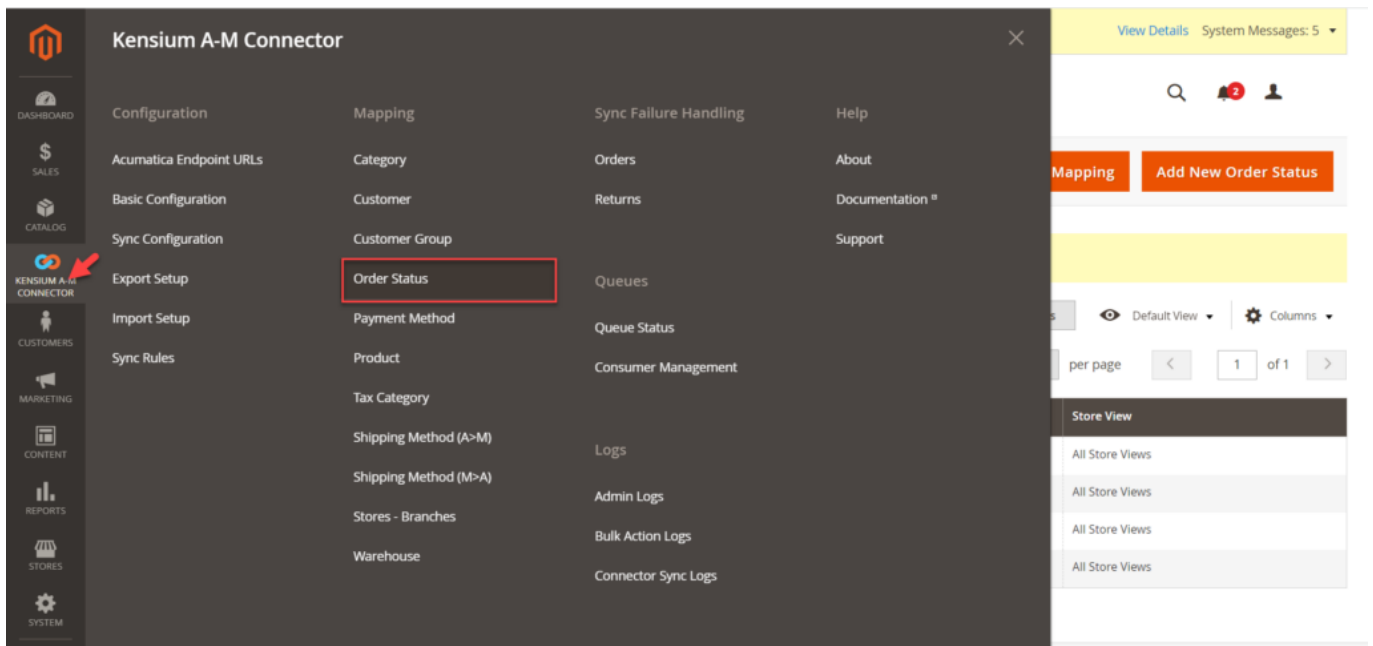 Kensium A-M Connector
View Details System Messages: 5
2
DASHBOARD
SALES
CATALOG
KENSIUM A-M
CONNECTOR
CUSTOMERS
MARKETING
CONTENT
REPORTS
STORES
SYSTEM
Configuration
Acumatica Endpoint URLs
Basic Configuration
Sync Configuration
Export Setup
Import Setup
Sync Rules
Mapping
Category
Customer
Customer Group
Order Status
Payment Method
Product
Tax Category
Shipping Method (A>M)
Shipping Method (M>A)
Stores - Branches
Warehouse
Sync Failure Handling
Orders
Returns
Queues
Queue Status
Consumer Management
Logs
Admin Logs
Bulk Action Logs
Connector Sync Logs
Help
About
Documentation
Support
Mapping Add New Order Status
Default View Columns
per page 1 of 1
Store View
All Store Views
All Store Views
All Store Views
All Store Views